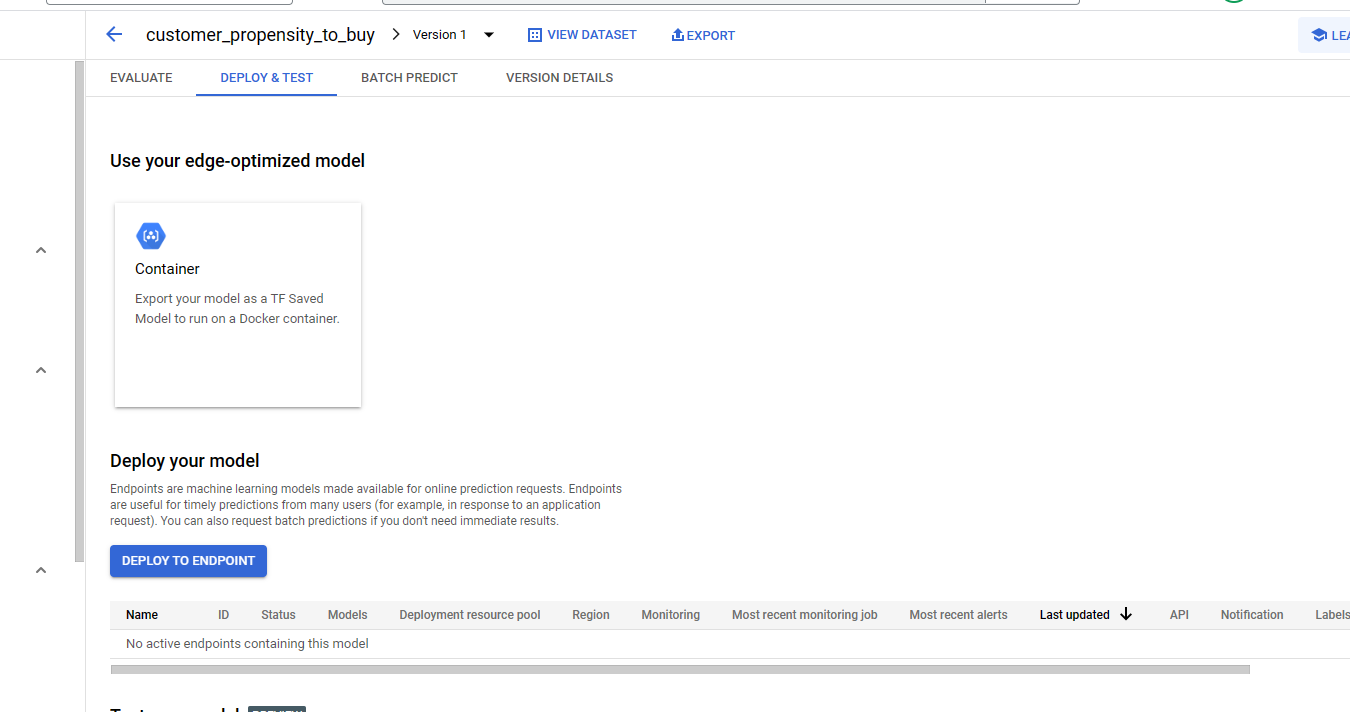 customer_propensity_to_buy
Version 1
VIEW DATASET
EXPORT
EVALUATE
DEPLOY & TEST
BATCH PREDICT
VERSION DETAILS
Use your edge-optimized model
Container
Export your model as a TF Saved
Model to run on a Docker container.
Deploy your model
Endpoints are machine learning models made available for online prediction requests. Endpoints
are useful for timely predictions from many users (for example, in response to an application
request). You can also request batch predictions if you don't need immediate results.
DEPLOY TO ENDPOINT
Name ID Status Models Deployment resource pool Region Monitoring Most recent monitoring job Most recent alerts Last updated API Notification Labels
No active endpoints containing this model